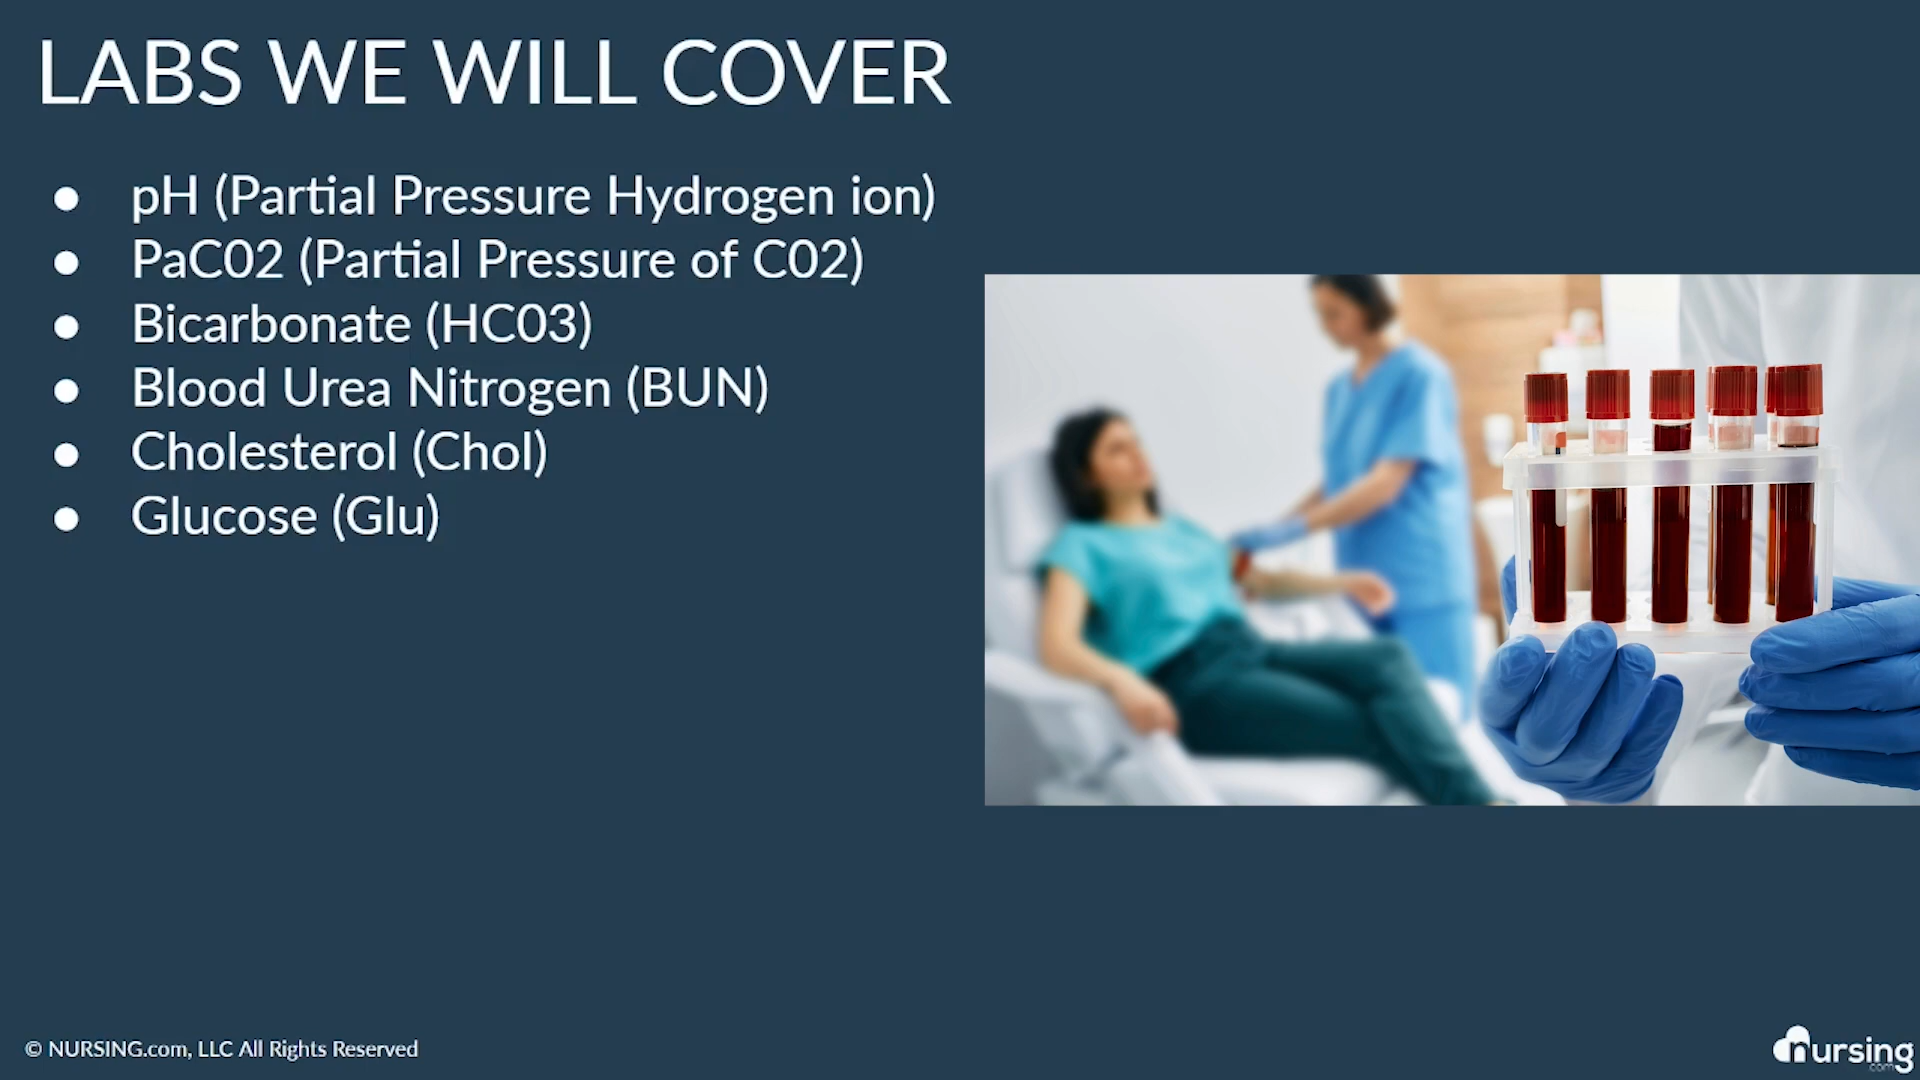 LABS WE WILL COVER
● pH (Partial Pressure Hydrogen ion)
● PaC02 (Partial Pressure of C02)
● Bicarbonate (HC03)
● Blood Urea Nitrogen (BUN)
● Cholesterol (Chol)
● Glucose (Glu)
© NURSING.com, LLC All Rights Reserved
nursing
.com